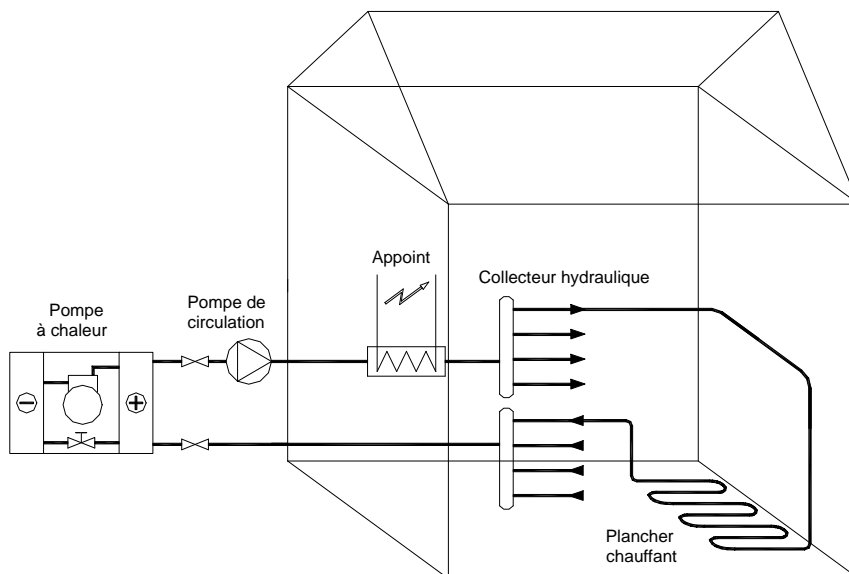 Appoint
Collecteur hydraulique
Pompe de
circulation
Pompe
à chaleur
Plancher
chauffant